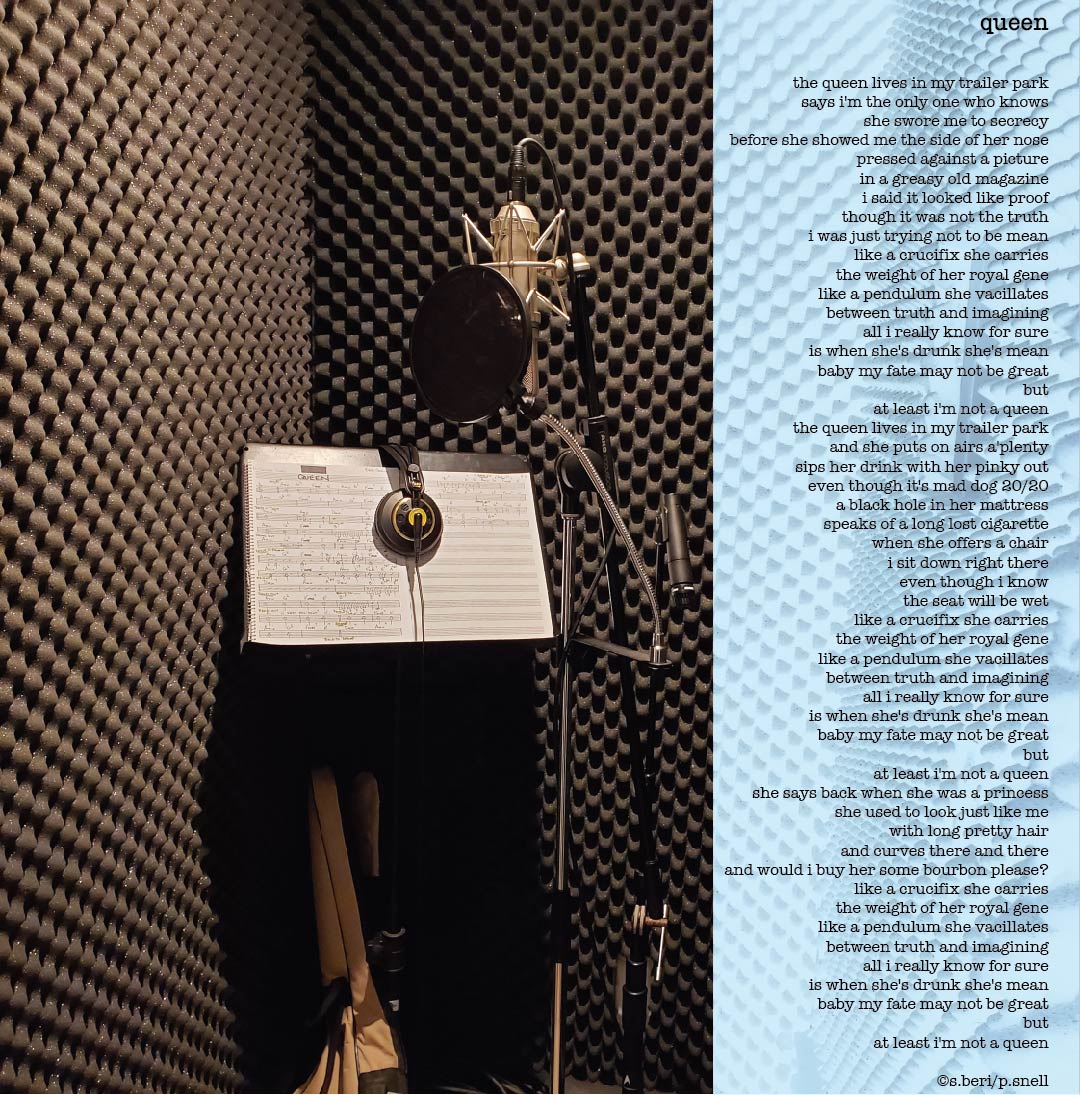 queen
the queen lives in my trailer park
says i'm the only one who knows
she swore me to secrecy
before she showed me the side of her nose
pressed against a picture
in a greasy old magazine
i said it looked like proof
though it was not the truth
i was just trying not to be mean
like a crucifix she carries
the weight of her royal gene
like a pendulum she vacillates
between truth and imagining
all i really know for sure
is when she's drunk she's mean
baby my fate may not be great
but
at least i'm not a queen
the queen lives in my trailer park
and she puts on airs a'plenty
sips her drink with her pinky out
even though it's mad dog 20/20
a black hole in her mattress
speaks of a long lost cigarette
when she offers a chair
i sit down right there
even though i know
the seat will be wet
like a crucifix she carries
the weight of her royal gene
like a pendulum she vacillates
between truth and imagining
all i really know for sure
is when she's drunk she's mean
baby my fate may not be great
but
at least i'm not a queen
she says back when she was a princess
she used to look just like me
with long pretty hair
and curves there and there
and would i buy her some bourbon please?
like a crucifix she carries
the weight of her royal gene
like a pendulum she vacillates
between truth and imagining
all i really know for sure
is when she's drunk she's mean
baby my fate may not be great
but
at least i'm not a queen
©s.beri/p.snell
QUEEN